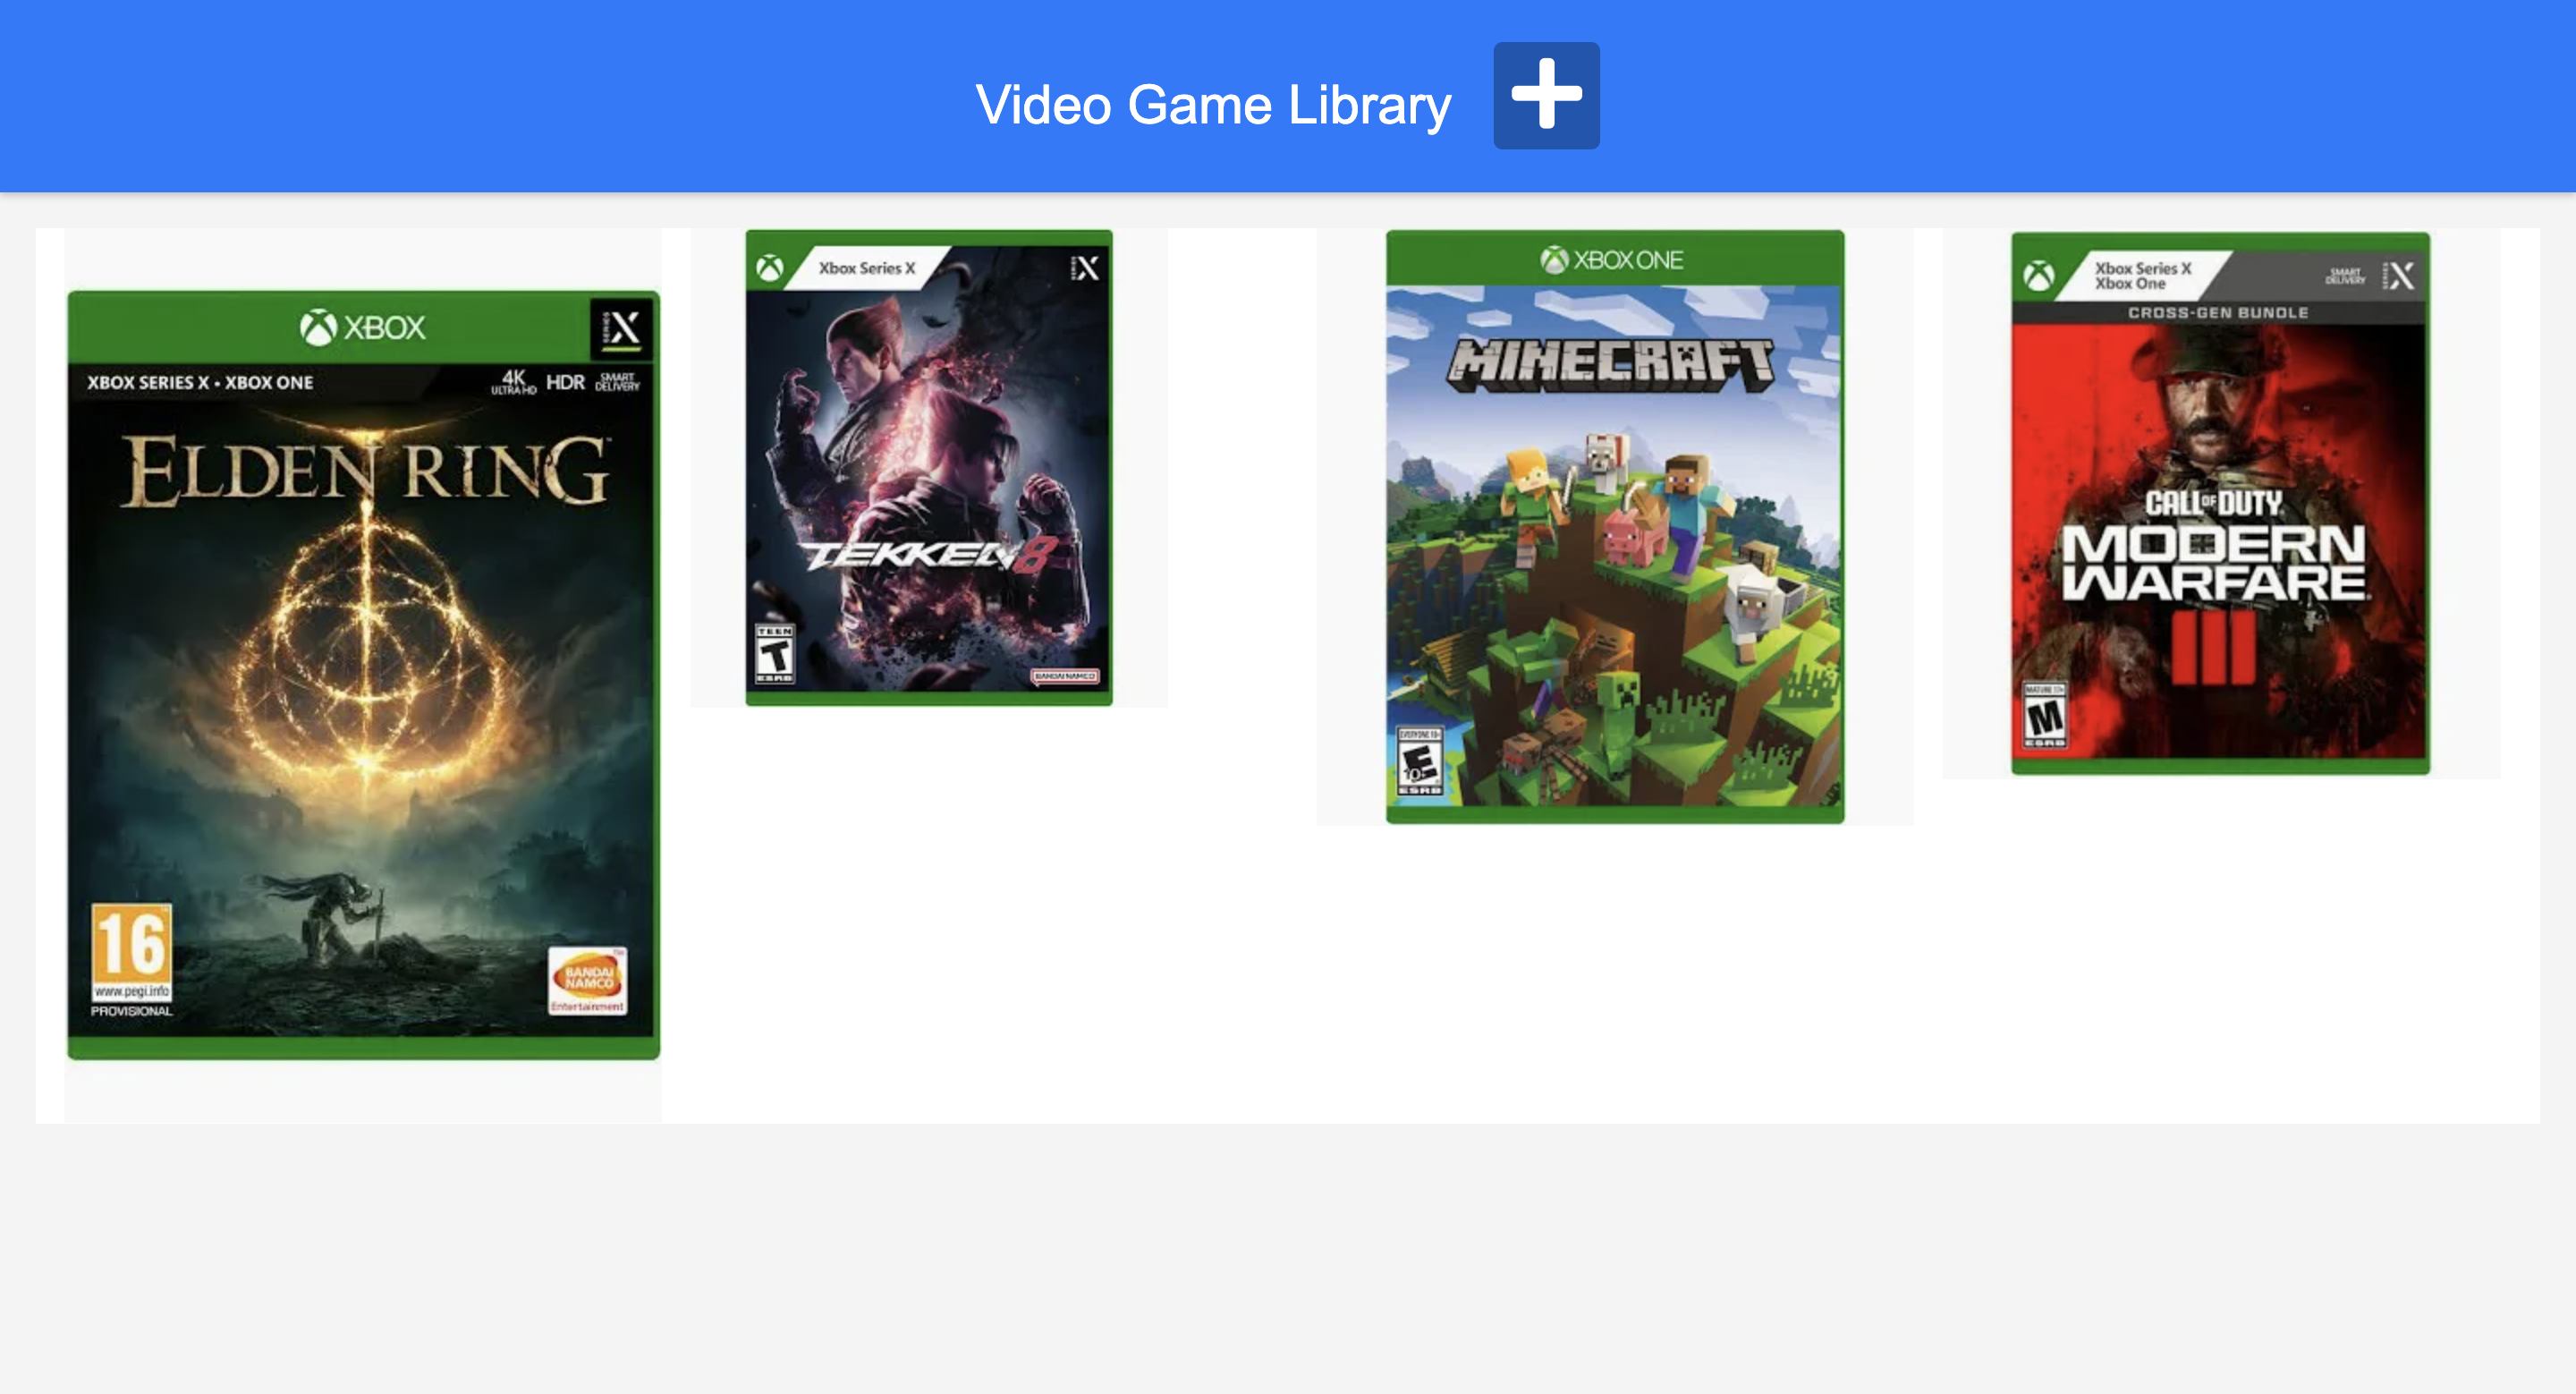 Video Game Library
XBOX
SERIES X
XBOX SERIES X • XBOX ONE
4K
ULTRA HD
HDR
SMART
DELIVERY
ELDEN RING
16
www.pegi.info
PROVISIONAL
BANDAI
NAMCO
Entertainment
Xbox Series X
SERIES X
TEKKEN 8
TEEN
T
ESRB
BANDAI NAMCO
XBOX ONE
MINECRAFT
EVERYONE 10+
E
10+
ESRB
Xbox Series X
Xbox One
SMART
DELIVERY
SERIES X
CROSS-GEN BUNDLE
CALL OF DUTY
MODERN
WARFARE
III
MATURE 17+
M
ESRB